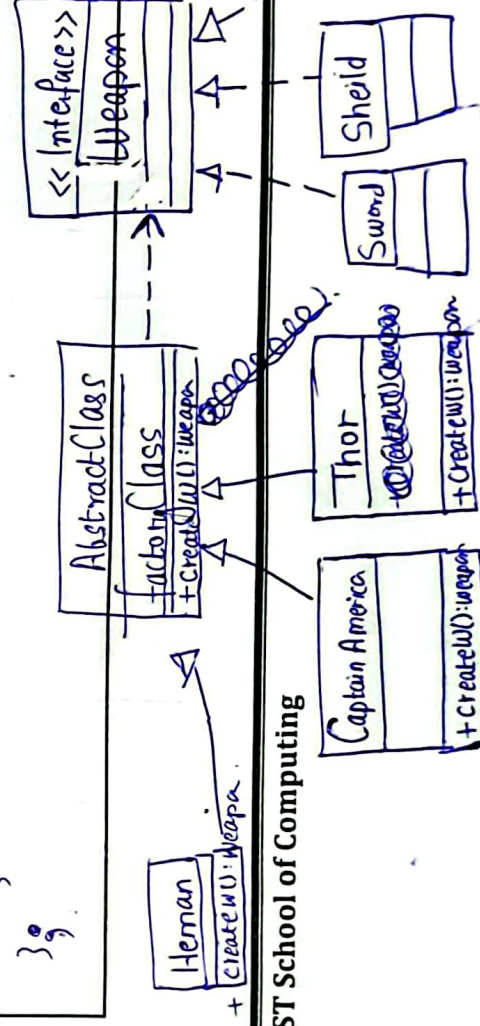 << Interface >>
Weapon
AbstractClass
factoryClass
+ CreateW() : Weapon
Heman
+ CreateW() : Weapon
Captain America
+ CreateW() : Weapon
Thor
+ CreateW() : Weapon
Sword
Sheild
ST School of Computing